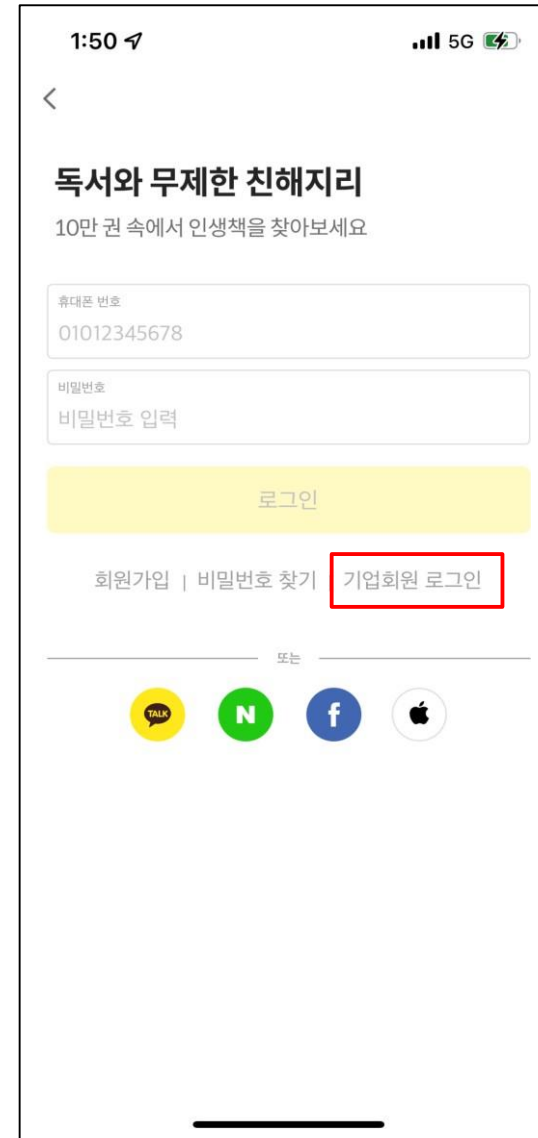 1:50
5G
독서와 무제한 친해지리
10만 권 속에서 인생책을 찾아보세요
휴대폰 번호
01012345678
비밀번호
비밀번호 입력
로그인
회원가입 | 비밀번호 찾기 기업회원 로그인
또는
TALK N f